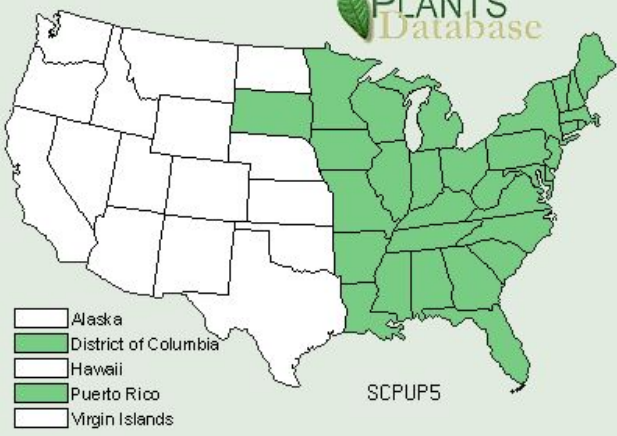 PLANTS
Database
Alaska
District of Columbia
Hawaii
Puerto Rico
Virgin Islands
SCPUP5